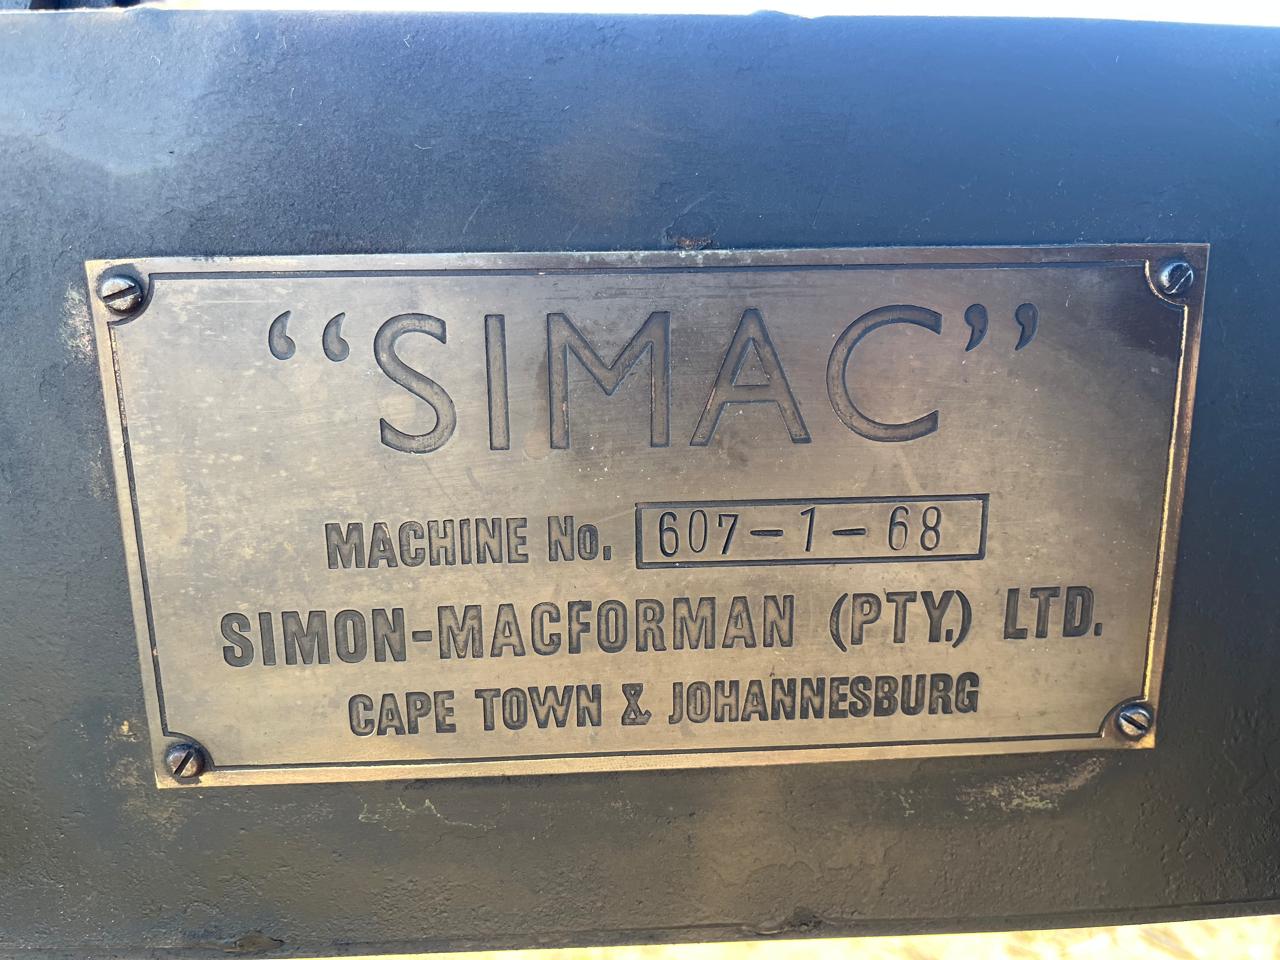 “SIMAC”
MACHINE No. 607-1-68
SIMON-MACFORMAN (PTY.) LTD.
CAPE TOWN & JOHANNESBURG